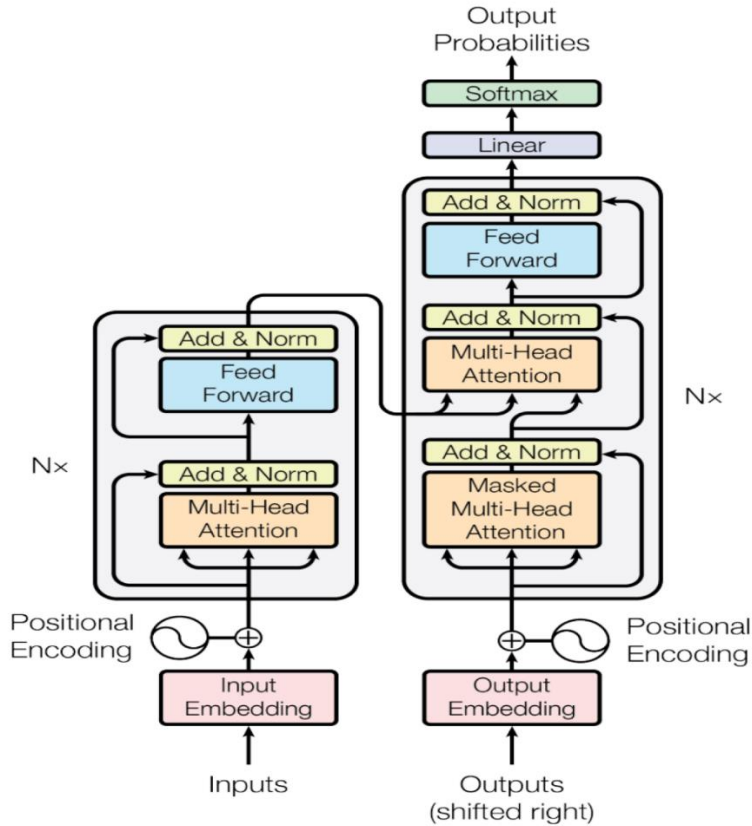 Output
Probabilities
Softmax
Linear
Add & Norm
Feed
Forward
Add & Norm
Multi-Head
Attention
Add & Norm
Masked
Multi-Head
Attention
Nx
Add & Norm
Feed
Forward
Add & Norm
Multi-Head
Attention
Nx
Positional
Encoding
Positional
Encoding
Input
Embedding
Output
Embedding
Inputs
Outputs
(shifted right)